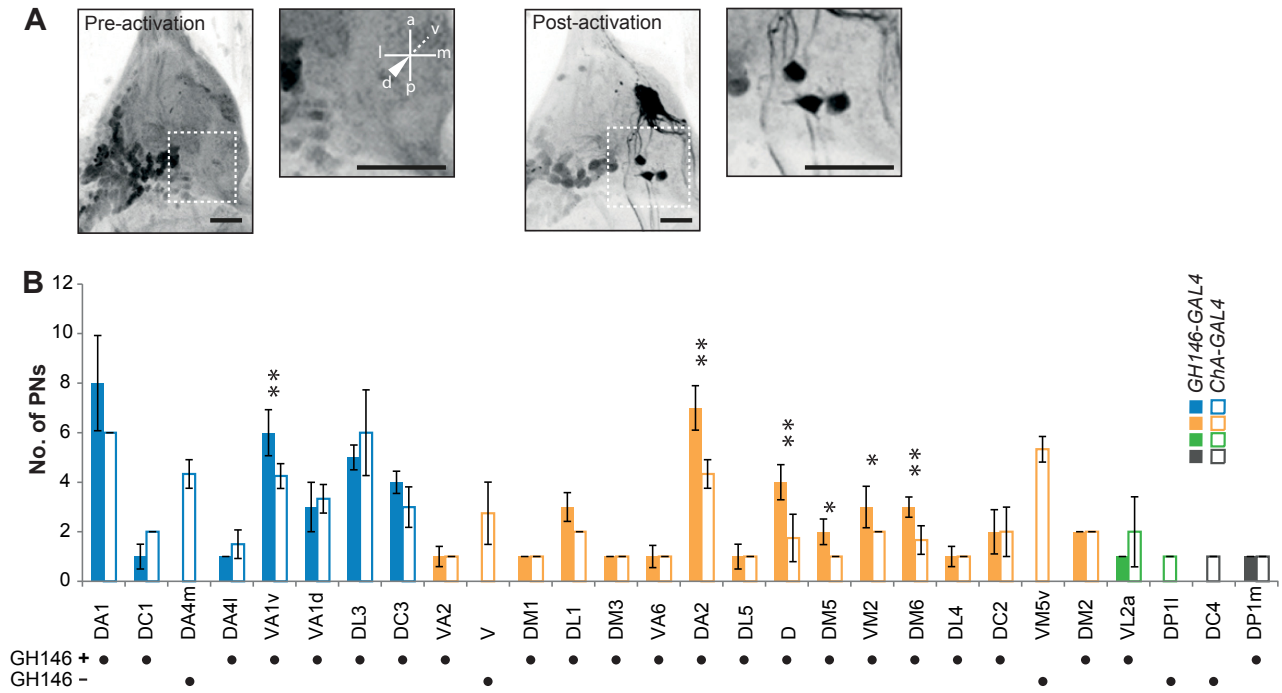 A
Pre-activation
a
v
l
m
d
p
Post-activation
B
No. of PNs
12
10
8
6
4
2
0
** ** ** * * **
GH146-GAL4
ChA-GAL4
DA1 DC1 DA4m DA4l VA1v VA1d DL3 DC3 VA2 V DM1 DL1 DM3 VA6 DA2 DL5 D DM5 VM2 DM6 DL4 DC2 VM5v DM2 VL2a DP1l DC4 DP1m
GH146 +
GH146 −